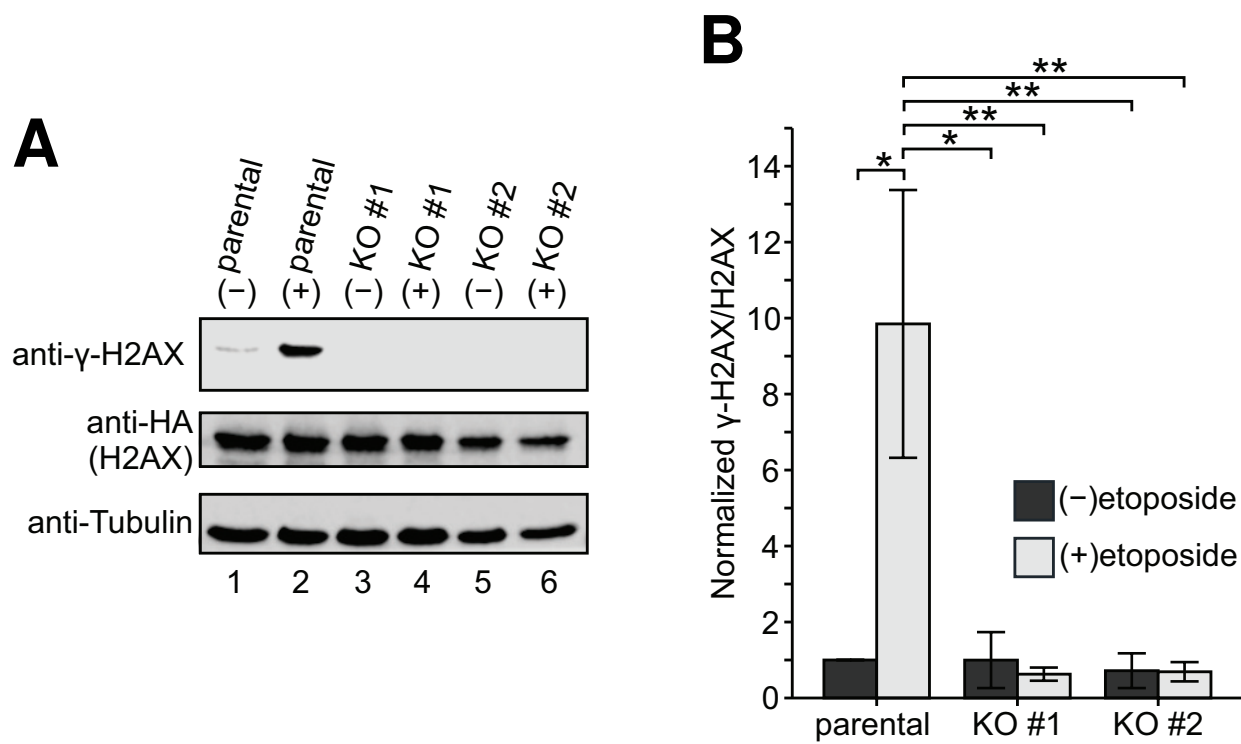 A
(−) parental
(+) parental
(−) KO #1
(+) KO #1
(−) KO #2
(+) KO #2
anti-γ-H2AX
anti-HA
(H2AX)
anti-Tubulin
1 2 3 4 5 6
B
**
**
**
*
*
Normalized γ-H2AX/H2AX
14
12
10
8
6
4
2
0
(−)etoposide
(+)etoposide
parental KO #1 KO #2